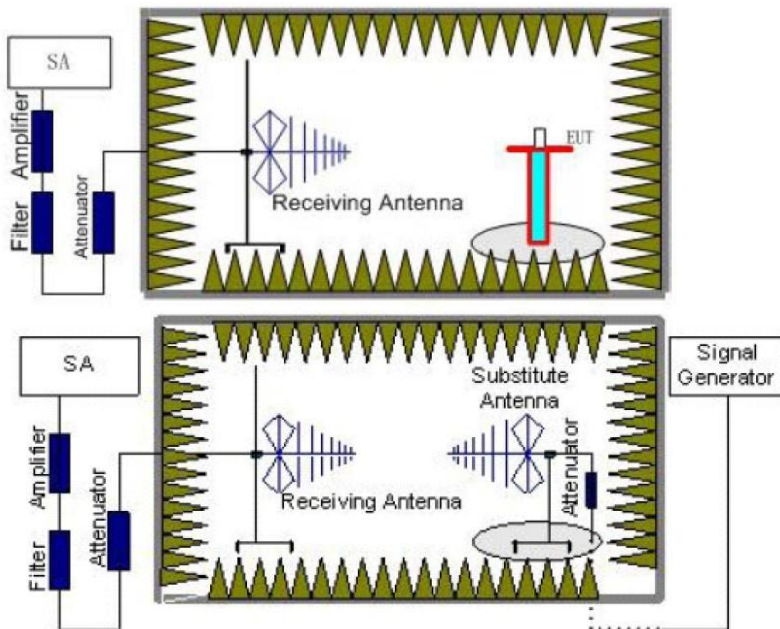 SA
Amplifier
Filter
Attenuator
Receiving Antenna
EUT
SA
Amplifier
Filter
Attenuator
Receiving Antenna
Substitute
Antenna
Attenuator
Signal
Generator